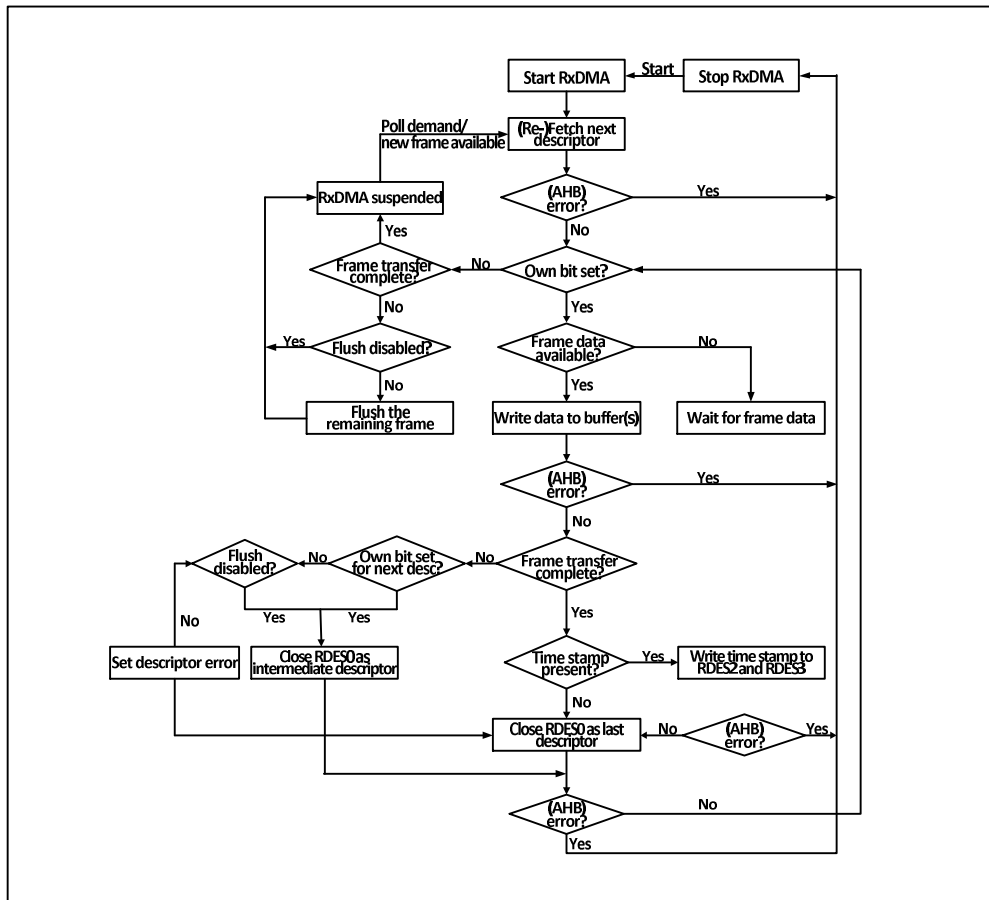 Start RxDMA
Start
Stop RxDMA
Poll demand/
new frame available
(Re-)Fetch next
descriptor
RxDMA suspended
(AHB)
error?
Yes
Yes
No
Frame transfer
complete?
No
Own bit set?
No
Yes
Yes
Flush disabled?
Frame data
available?
No
No
Yes
Flush the
remaining frame
Write data to buffer(s)
Wait for frame data
(AHB)
error?
Yes
No
Flush
disabled?
No
Own bit set
for next desc?
No
Frame transfer
complete?
Yes
Yes
Yes
No
Set descriptor error
Close RDES0 as
intermediate descriptor
Time stamp
present?
Yes
Write time stamp to
RDES2 and RDES3
No
Close RDES0 as last
descriptor
No
(AHB)
error?
Yes
(AHB)
error?
No
Yes